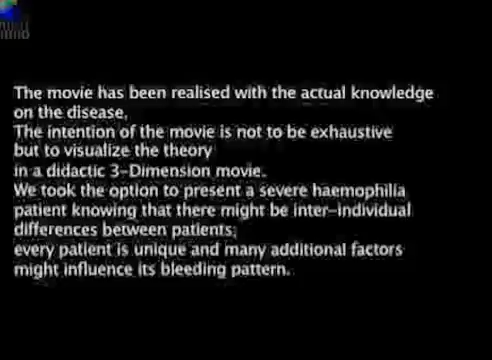 The movie has been realised with the actual knowledge
on the disease,
The intention of the movie is not to be exhaustive
but to visualize the theory
in a didactic 3-Dimension movie.
We took the option to present a severe haemophilia
patient knowing that there might be inter-individual
differences between patients;
every patient is unique and many additional factors
might influence its bleeding pattern.